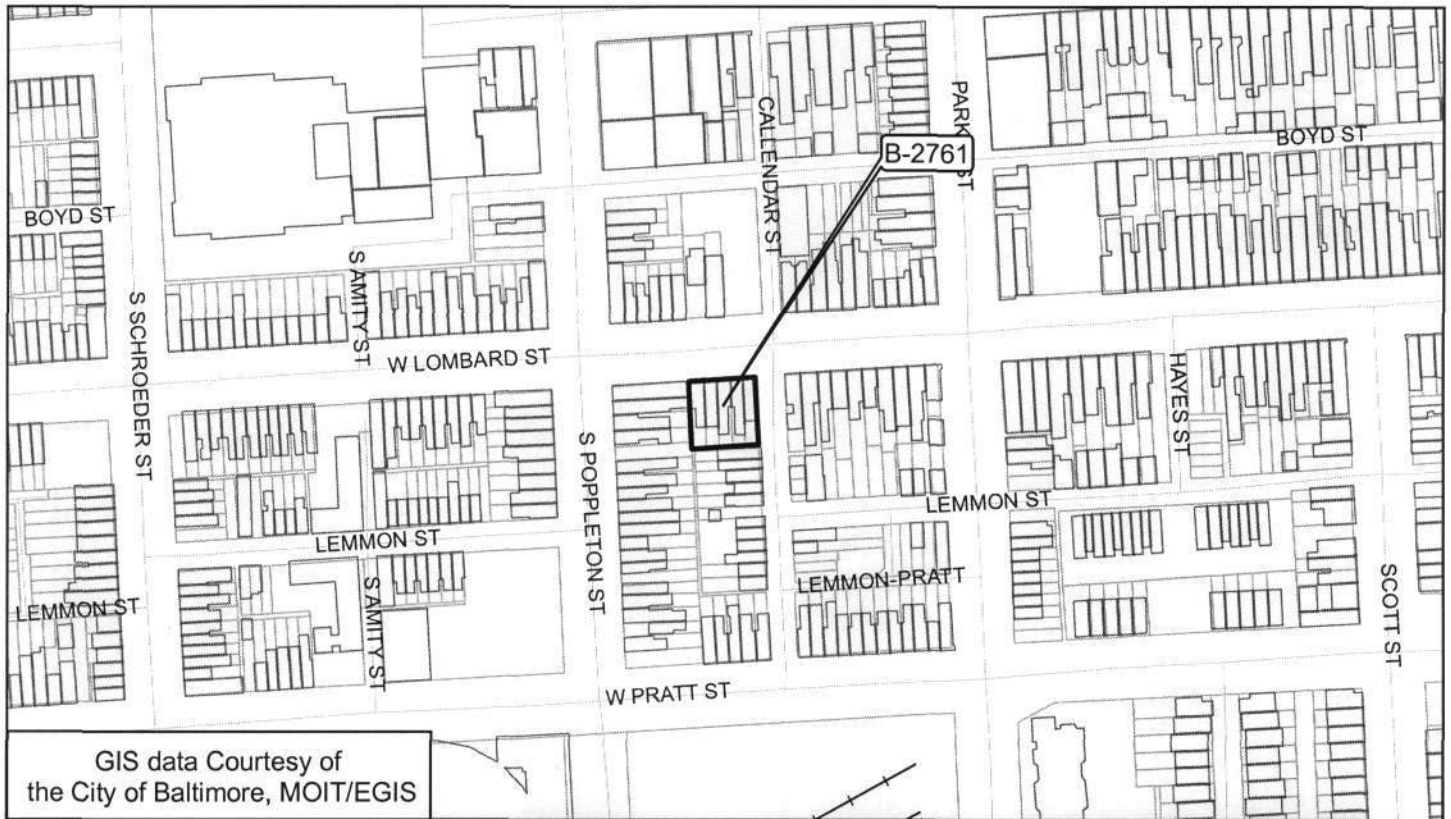 CALLENDAR ST
PARK ST
B-2761
BOYD ST
BOYD ST
S AMITY ST
S SCHROEDER ST
W LOMBARD ST
HAYES ST
S POPPLETON ST
LEMMON ST
LEMMON ST
LEMMON-PRATT
LEMMON ST
S AMITY ST
SCOTT ST
W PRATT ST
GIS data Courtesy of
the City of Baltimore, MOIT/EGIS